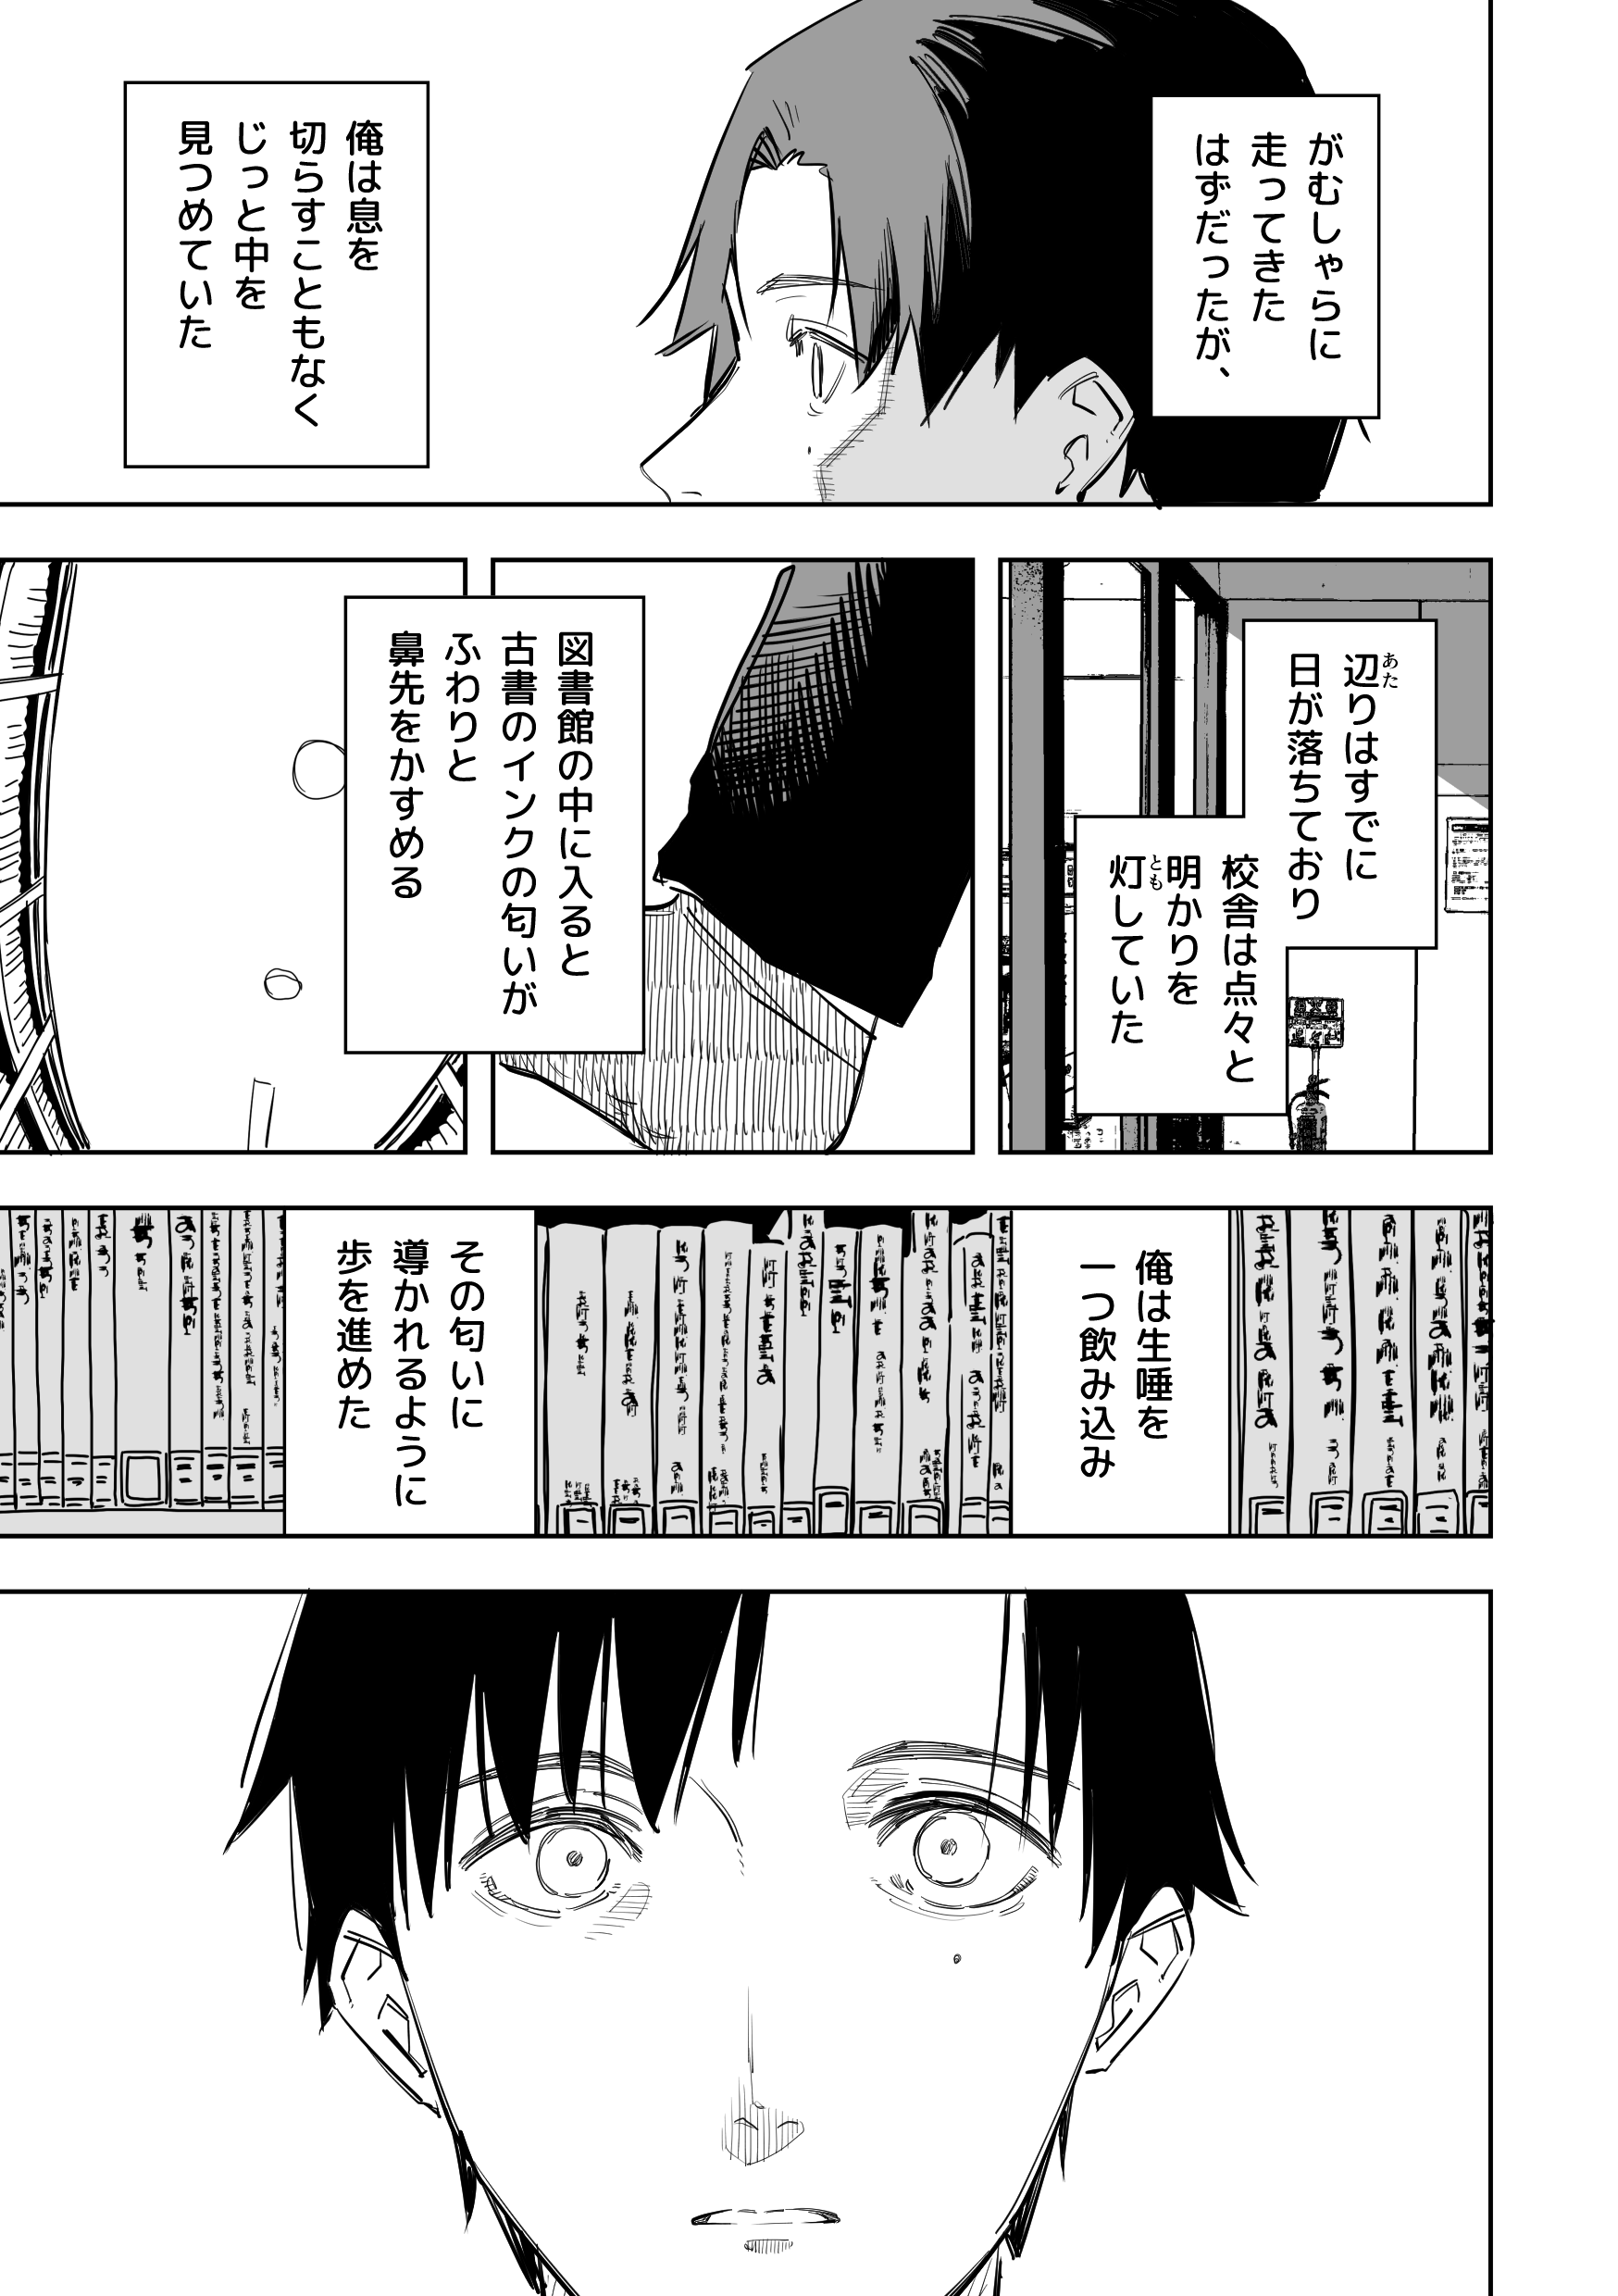 がむしゃらに
走ってきた
はずだったが、
俺は息を
切らすこともなく
じっと中を
見つめていた
辺りはすでに
日が落ちており
校舎は点々と
明かりを
灯していた
図書館の中に入ると
古書のインクの匂いが
ふわりと
鼻先をかすめる
俺は生唾を
一つ飲み込み
その匂いに
導かれるように
歩を進めた